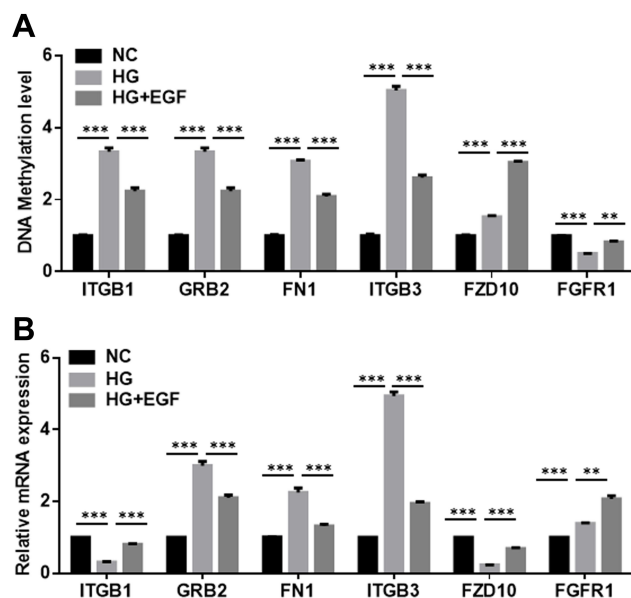 A
DNA Methylation level
6
4
2
0
NC
HG
HG+EGF
*** *** *** *** *** *** *** *** *** *** *** **
ITGB1 GRB2 FN1 ITGB3 FZD10 FGFR1
B
Relative mRNA expression
6
4
2
0
NC
HG
HG+EGF
*** *** *** *** *** *** *** *** *** *** *** **
ITGB1 GRB2 FN1 ITGB3 FZD10 FGFR1